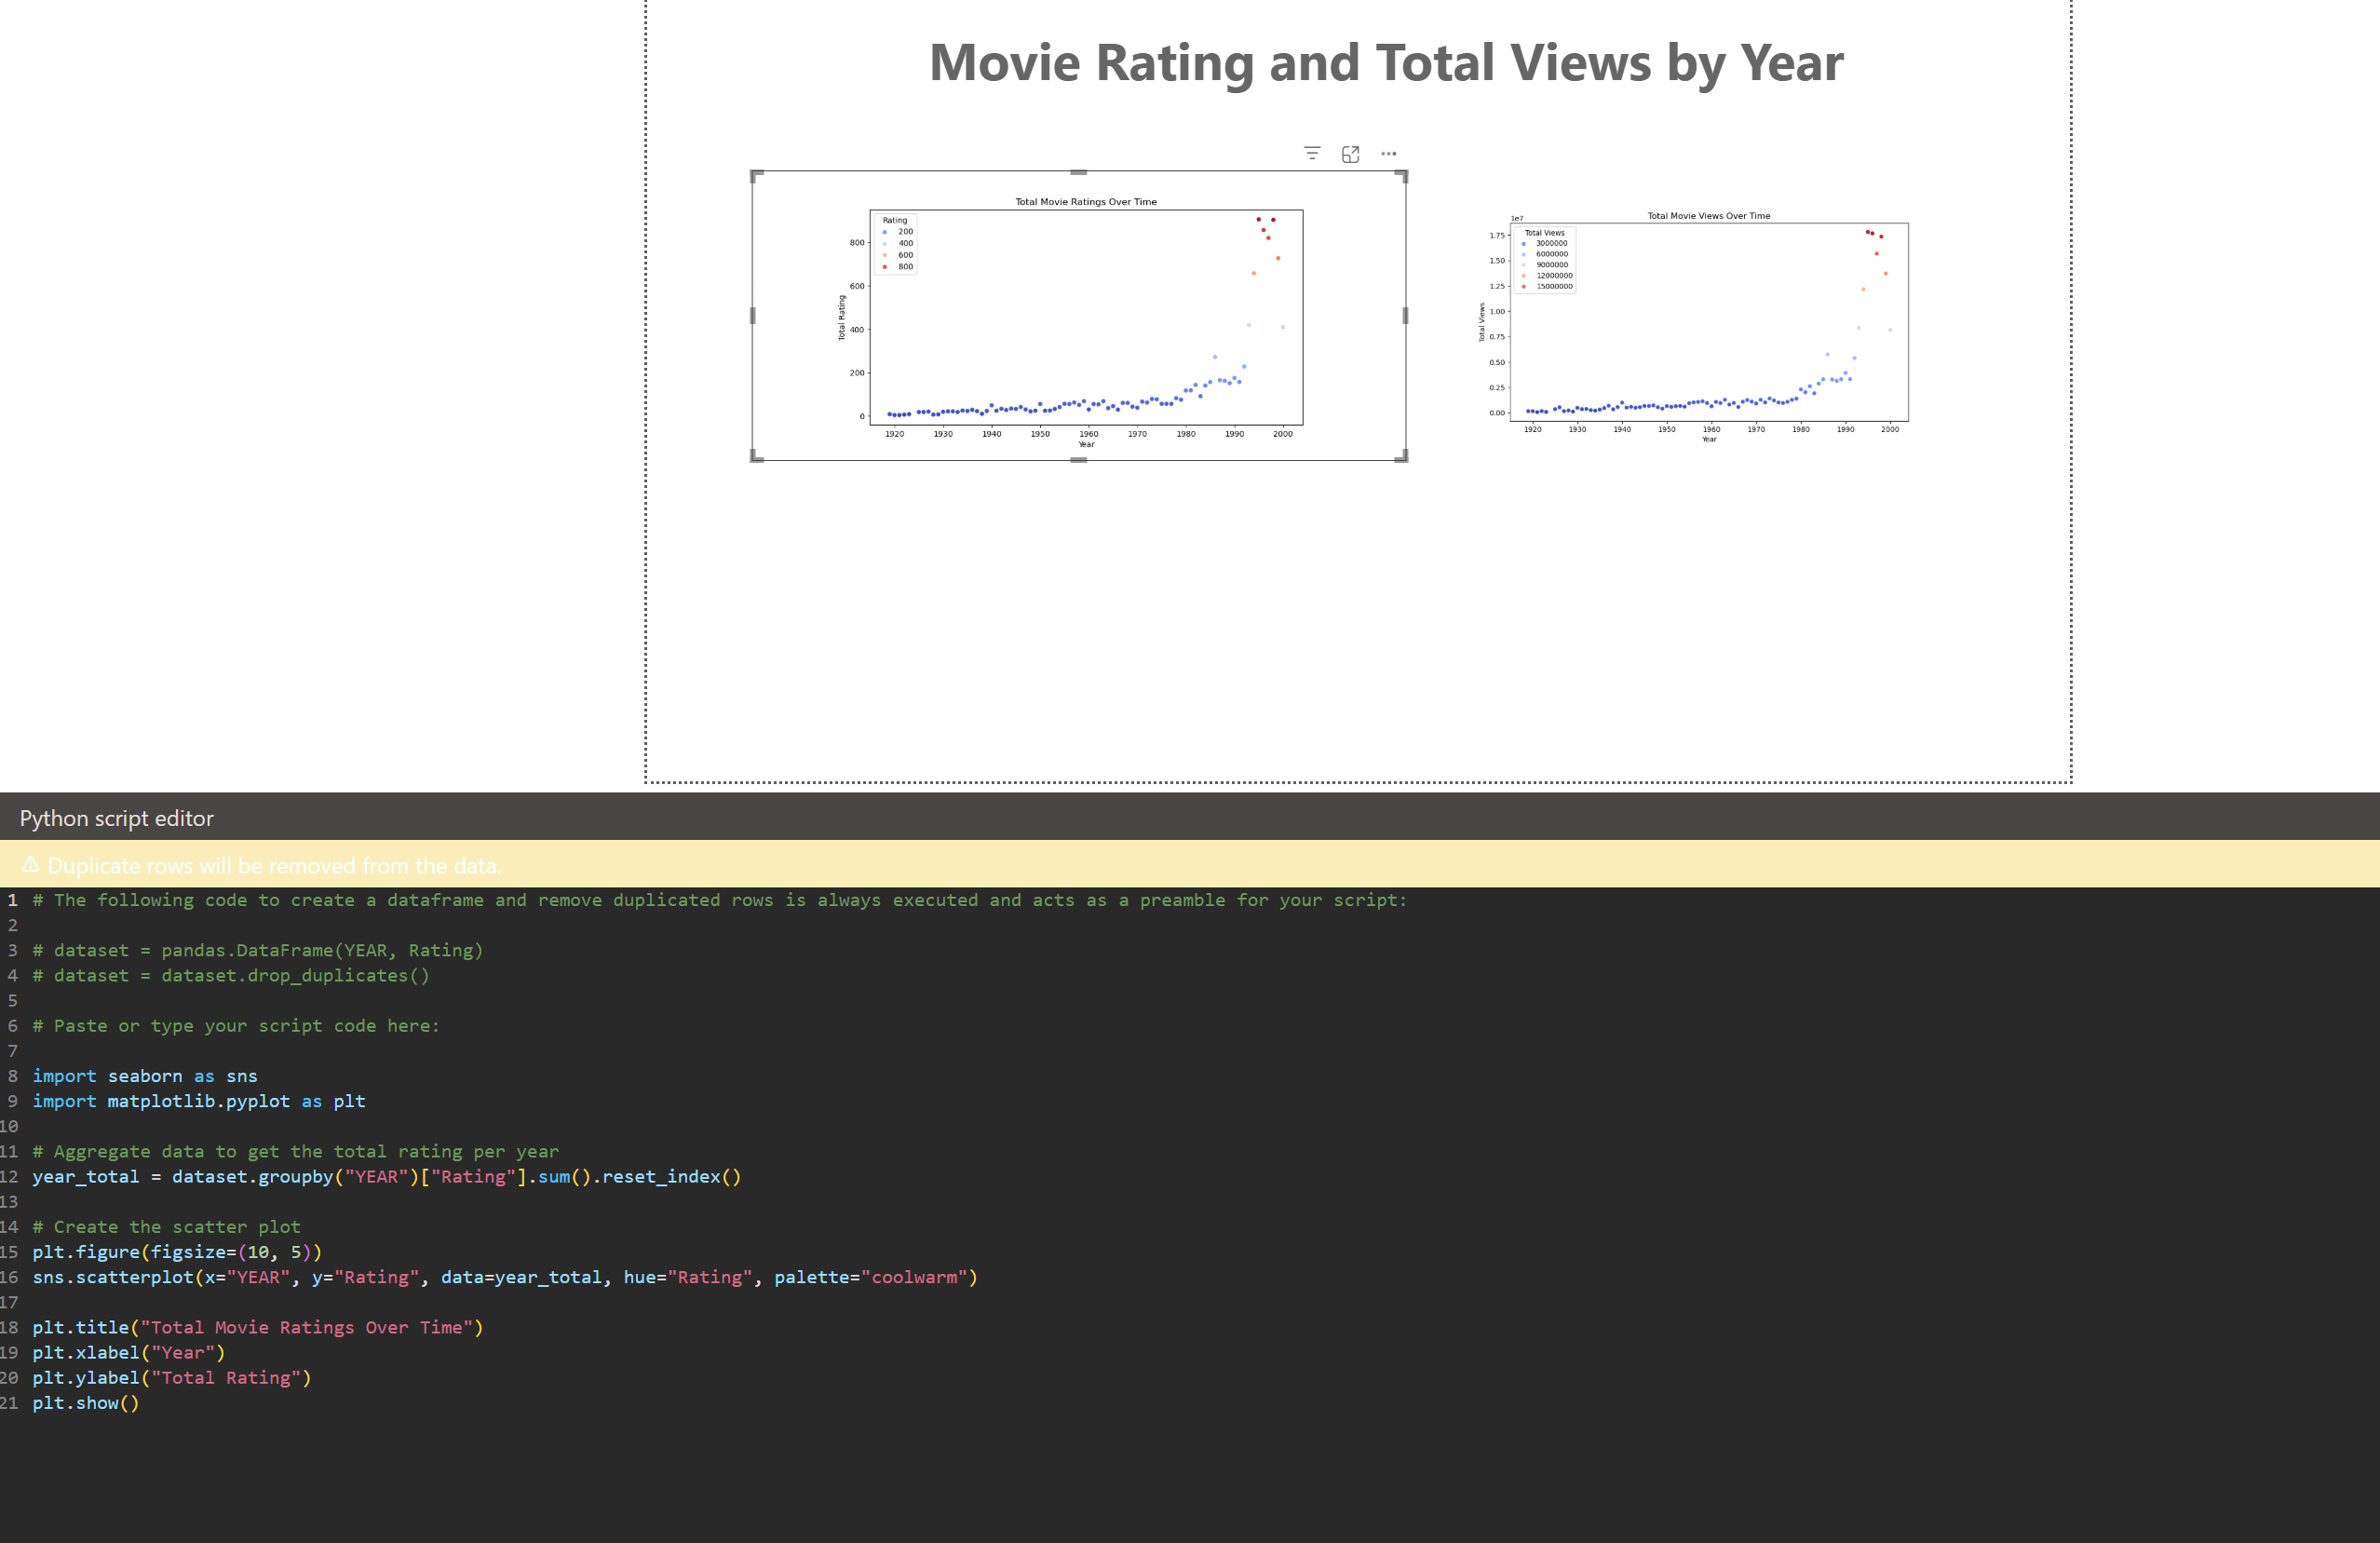 Movie Rating and Total Views by Year
Total Movie Ratings Over Time
Rating
200
400
600
800
Total Rating
800
600
400
200
0
1920 1930 1940 1950 1960 1970 1980 1990 2000
Year
Total Movie Views Over Time
1e7
Total Views
3000000
6000000
9000000
12000000
15000000
Total Views
1.75
1.50
1.25
1.00
0.75
0.50
0.25
0.00
1920 1930 1940 1950 1960 1970 1980 1990 2000
Year
Python script editor
Duplicate rows will be removed from the data.
1 # The following code to create a dataframe and remove duplicated rows is always executed and acts as a preamble for your script:
2
3 # dataset = pandas.DataFrame(YEAR, Rating)
4 # dataset = dataset.drop_duplicates()
5
6 # Paste or type your script code here:
7
8 import seaborn as sns
9 import matplotlib.pyplot as plt
10
11 # Aggregate data to get the total rating per year
12 year_total = dataset.groupby("YEAR")["Rating"].sum().reset_index()
13
14 # Create the scatter plot
15 plt.figure(figsize=(10, 5))
16 sns.scatterplot(x="YEAR", y="Rating", data=year_total, hue="Rating", palette="coolwarm")
17
18 plt.title("Total Movie Ratings Over Time")
19 plt.xlabel("Year")
20 plt.ylabel("Total Rating")
21 plt.show()